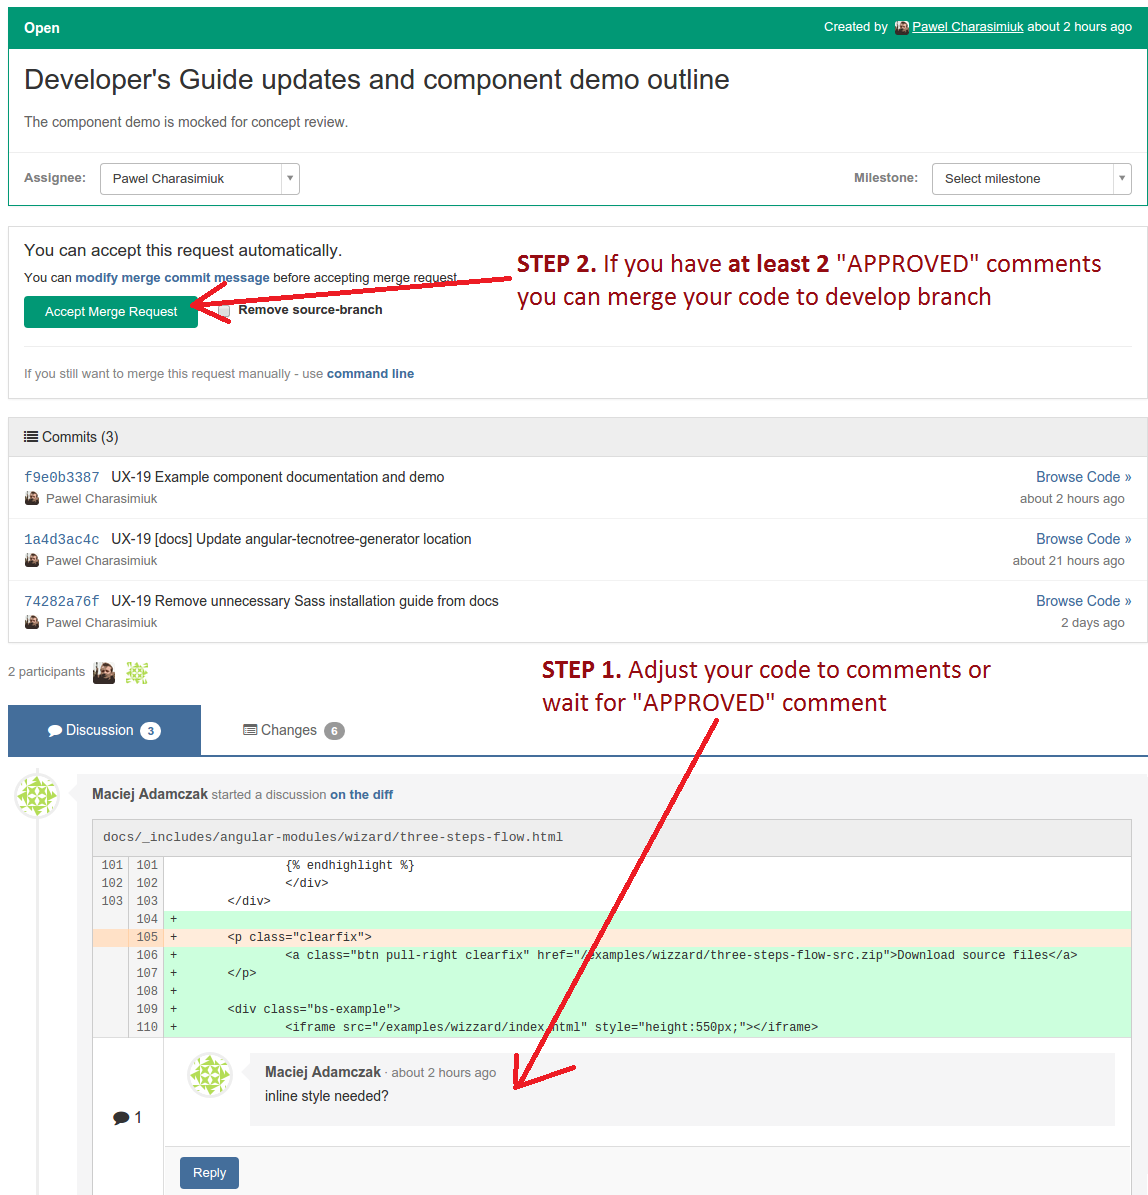 Open
Created by Pawel Charasimiuk about 2 hours ago
Developer's Guide updates and component demo outline
The component demo is mocked for concept review.
Assignee: Pawel Charasimiuk
Milestone: Select milestone
You can accept this request automatically.
You can modify merge commit message before accepting merge request.
STEP 2. If you have at least 2 "APPROVED" comments
you can merge your code to develop branch
Accept Merge Request
Remove source-branch
If you still want to merge this request manually - use command line
Commits (3)
f9e0b3387 UX-19 Example component documentation and demo
Browse Code »
Pawel Charasimiuk
about 2 hours ago
1a4d3ac4c UX-19 [docs] Update angular-tecnotree-generator location
Browse Code »
Pawel Charasimiuk
about 21 hours ago
74282a76f UX-19 Remove unnecessary Sass installation guide from docs
Browse Code »
Pawel Charasimiuk
2 days ago
2 participants
STEP 1. Adjust your code to comments or
wait for "APPROVED" comment
Discussion 3
Changes 6
Maciej Adamczak started a discussion on the diff
docs/_includes/angular-modules/wizard/three-steps-flow.html
101 101 {% endhighlight %}
102 102 </div>
103 103 </div>
104 +
105 + <p class="clearfix">
106 + <a class="btn pull-right clearfix" href="/examples/wizzard/three-steps-flow-src.zip">Download source files</a>
107 + </p>
108 +
109 + <div class="bs-example">
110 + <iframe src="/examples/wizzard/index.html" style="height:550px;"></iframe>
Maciej Adamczak · about 2 hours ago
inline style needed?
1
Reply